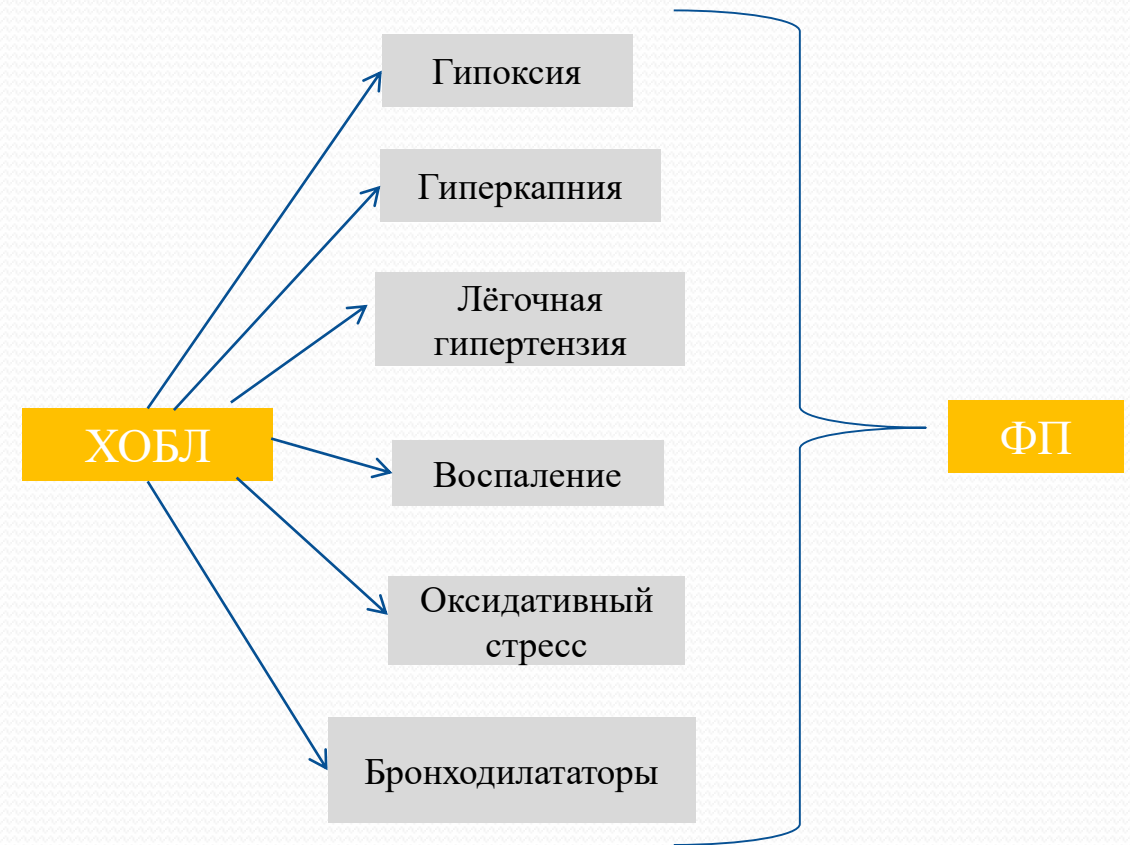 Гипоксия
Гиперкапния
Лёгочная
гипертензия
ХОБЛ
ФП
Воспаление
Оксидативный
стресс
Бронходилататоры